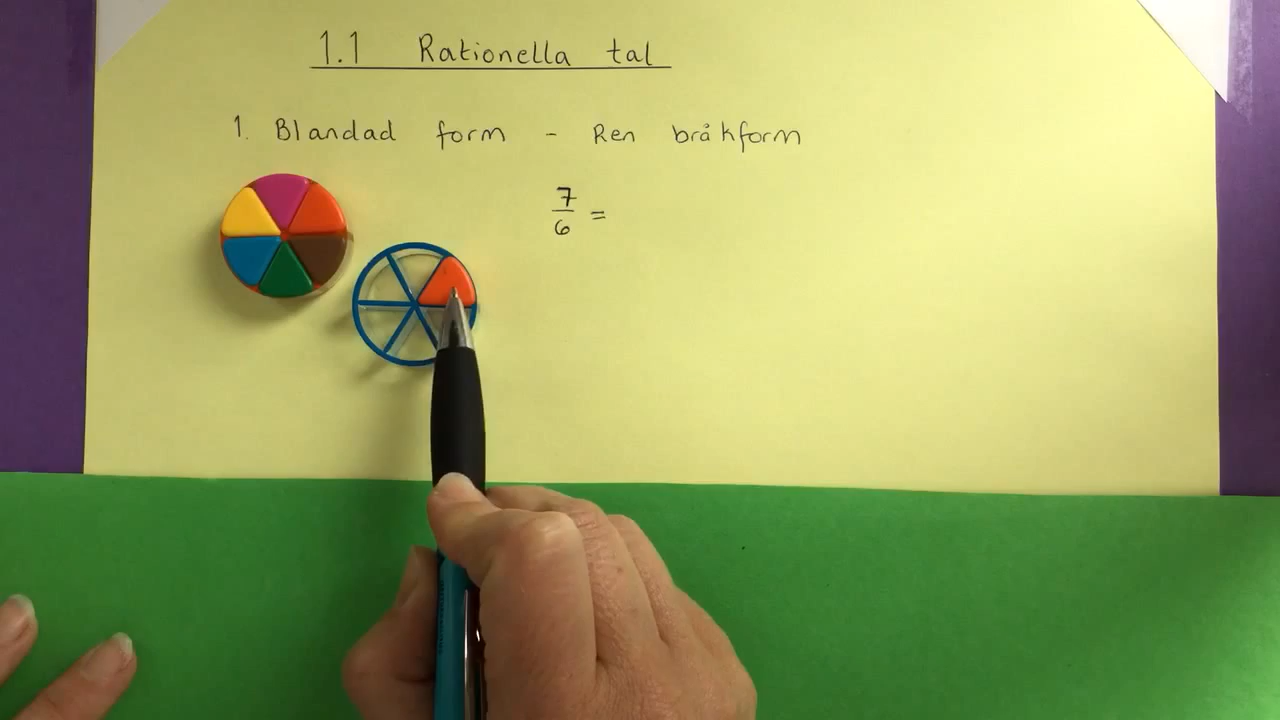 1.1 Rationella tal
1. Blandad form - Ren bråkform
7/6 =